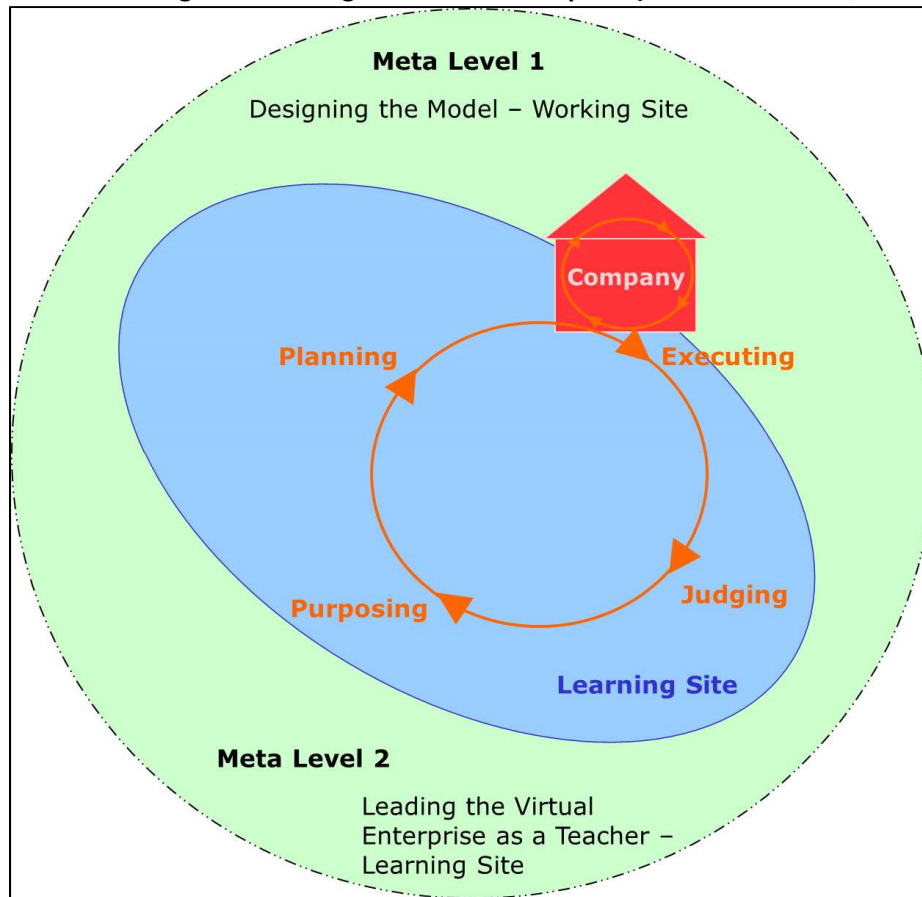 Meta Level 1
Designing the Model – Working Site
Company
Planning
Executing
Purposing
Judging
Learning Site
Meta Level 2
Leading the Virtual
Enterprise as a Teacher –
Learning Site